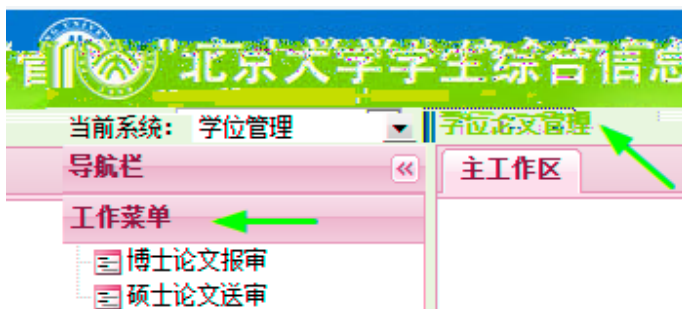 北京大学学生综合信息
当前系统： 学位管理
学位论文管理
导航栏
主工作区
工作菜单
博士论文报审
硕士论文送审